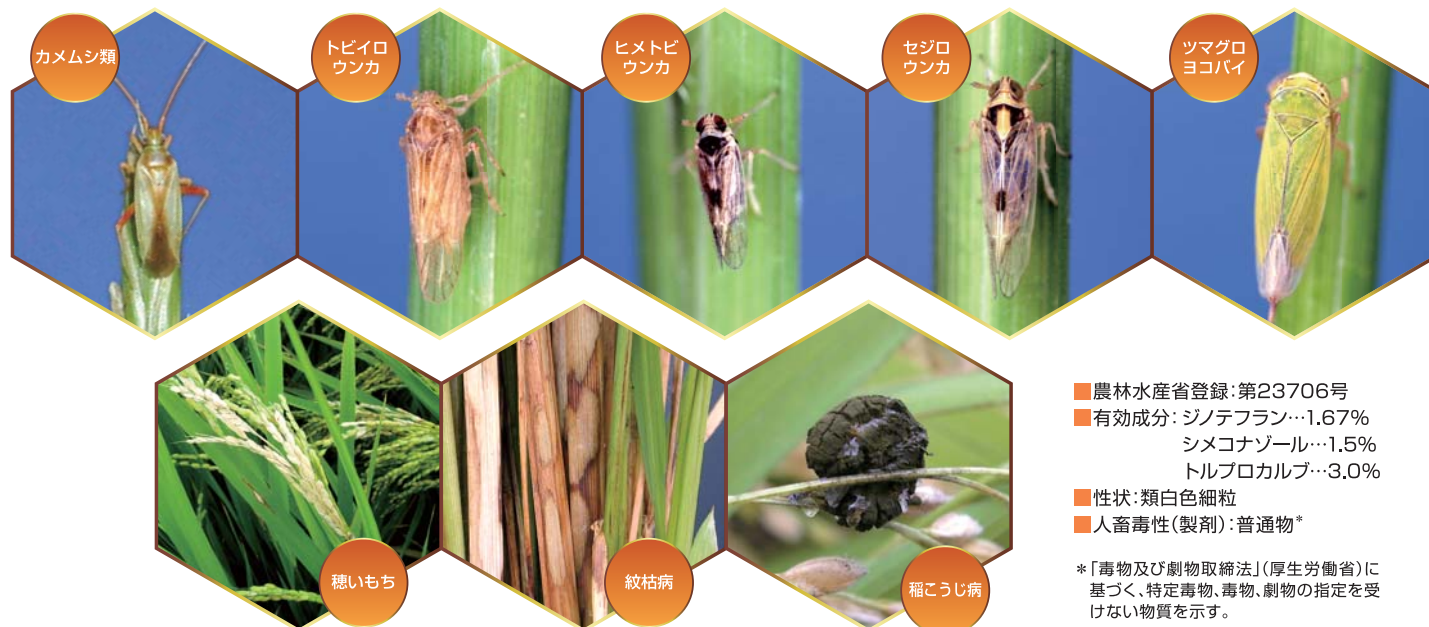 カメムシ類
トビイロ
ウンカ
ヒメトビ
ウンカ
セジロ
ウンカ
ツマグロ
ヨコバイ
穂いもち
紋枯病
稲こうじ病
■農林水産省登録:第23706号
■有効成分:ジノテフラン…1.67%
シメコナゾール…1.5%
トルプロカルブ…3.0%
■性状:類白色細粒
■人畜毒性(製剤):普通物*
*「毒物及び劇物取締法」(厚生労働省)に
基づく、特定毒物、毒物、劇物の指定を受
けない物質を示す。